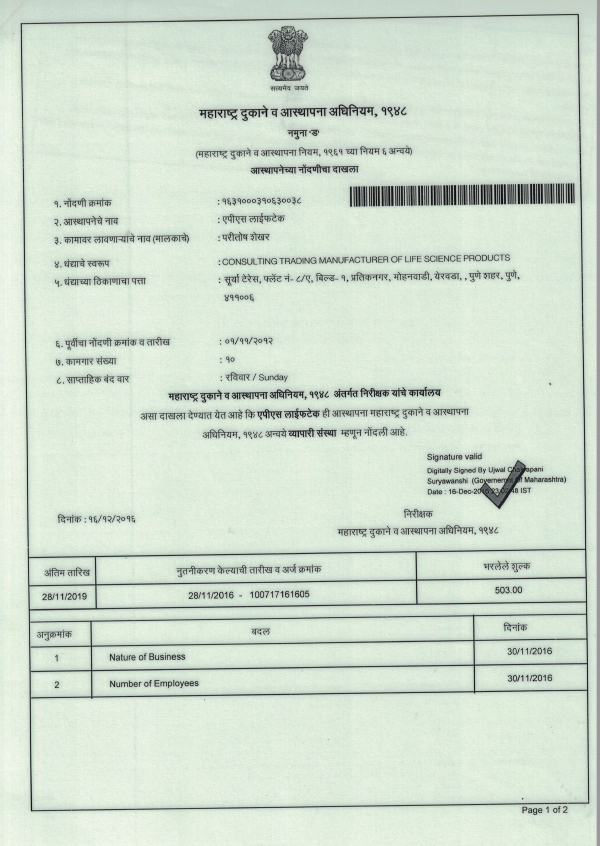 सत्यमेव जयते
महाराष्ट्र दुकाने व आस्थापना अधिनियम, १९४८
नमुना 'ड'
(महाराष्ट्र दुकाने व आस्थापना नियम, १९६१ च्या नियम ६ अन्वये)
आस्थापनेच्या नोंदणीचा दाखला
१. नोंदणी क्रमांक : १६३१०००३१०६३००३८
२. आस्थापनेचे नाव : एपीएस लाईफटेक
३. कामावर लावणाऱ्याचे नाव (मालकाचे) : परीतोष शेखर
४. धंद्याचे स्वरूप : CONSULTING TRADING MANUFACTURER OF LIFE SCIENCE PRODUCTS
५. धंद्याच्या ठिकाणाचा पत्ता : सूर्या टेरेस, फ्लॅट नं- ८/ए, बिल्ड- १, प्रतिकनगर, मोहनवाडी, येरवडा, , पुणे शहर, पुणे,
४११००६
६. पूर्वीचा नोंदणी क्रमांक व तारीख : ०१/११/२०१२
७. कामगार संख्या : १०
८. साप्ताहिक बंद वार : रविवार / Sunday
महाराष्ट्र दुकाने व आस्थापना अधिनियम, १९४८ अंतर्गत निरीक्षक यांचे कार्यालय
असा दाखला देण्यात येत आहे कि एपीएस लाईफटेक ही आस्थापना महाराष्ट्र दुकाने व आस्थापना
अधिनियम, १९४८ अन्वये व्यापारी संस्था म्हणून नोंदली आहे.
Signature valid
Digitally Signed By Ujwal
Suryawanshi (Government Of Maharashtra)
Date : 16-Dec-2016 IST
दिनांक : १६/१२/२०१६
निरीक्षक
महाराष्ट्र दुकाने व आस्थापना अधिनियम, १९४८
अंतिम तारिख नुतनीकरण केल्याची तारीख व अर्ज क्रमांक भरलेले शुल्क
28/11/2019 28/11/2016 - 100717161605 503.00
अनुक्रमांक बदल दिनांक
1 Nature of Business 30/11/2016
2 Number of Employees 30/11/2016
Page 1 of 2